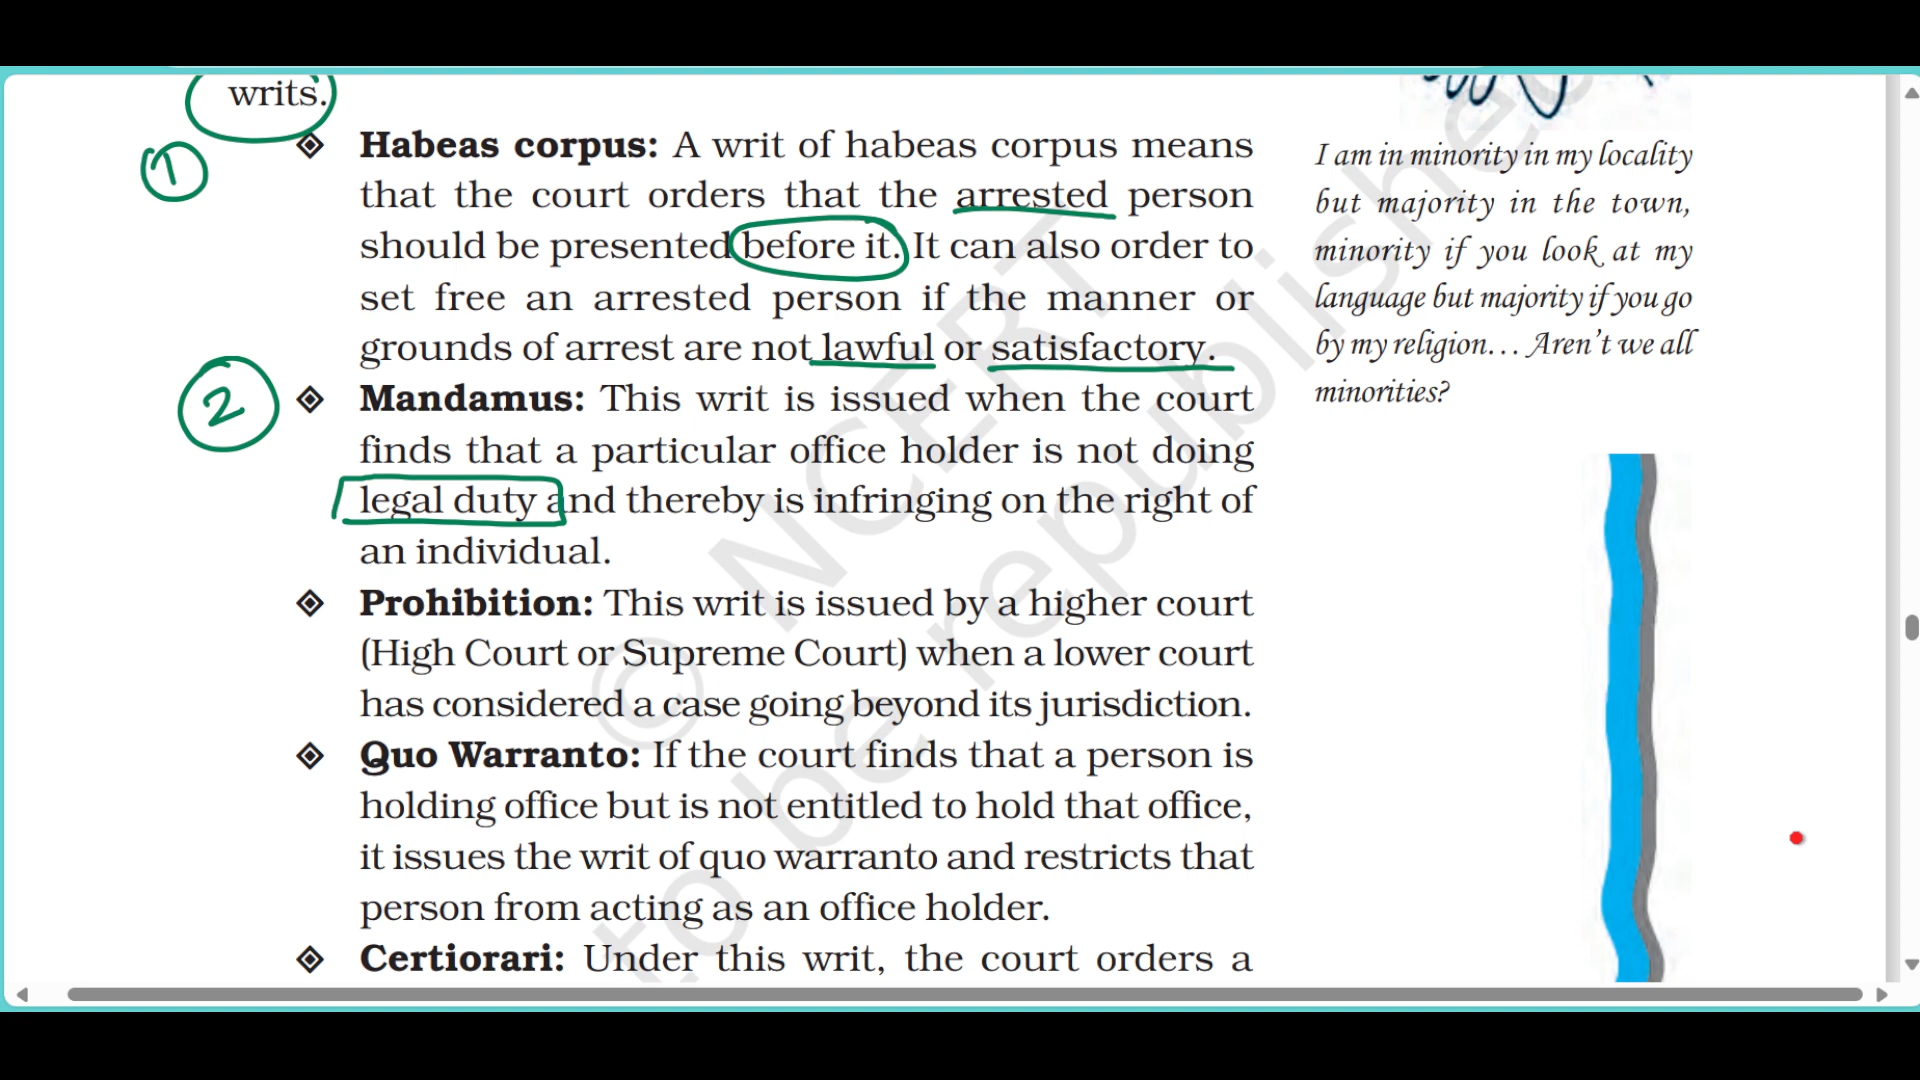 writs.
1
Habeas corpus: A writ of habeas corpus means
that the court orders that the arrested person
should be presented before it. It can also order to
set free an arrested person if the manner or
grounds of arrest are not lawful or satisfactory.
2
Mandamus: This writ is issued when the court
finds that a particular office holder is not doing
legal duty and thereby is infringing on the right of
an individual.
Prohibition: This writ is issued by a higher court
(High Court or Supreme Court) when a lower court
has considered a case going beyond its jurisdiction.
Quo Warranto: If the court finds that a person is
holding office but is not entitled to hold that office,
it issues the writ of quo warranto and restricts that
person from acting as an office holder.
Certiorari: Under this writ, the court orders a
I am in minority in my locality
but majority in the town,
minority if you look at my
language but majority if you go
by my religion... Aren't we all
minorities?
© NCERT
to be republished